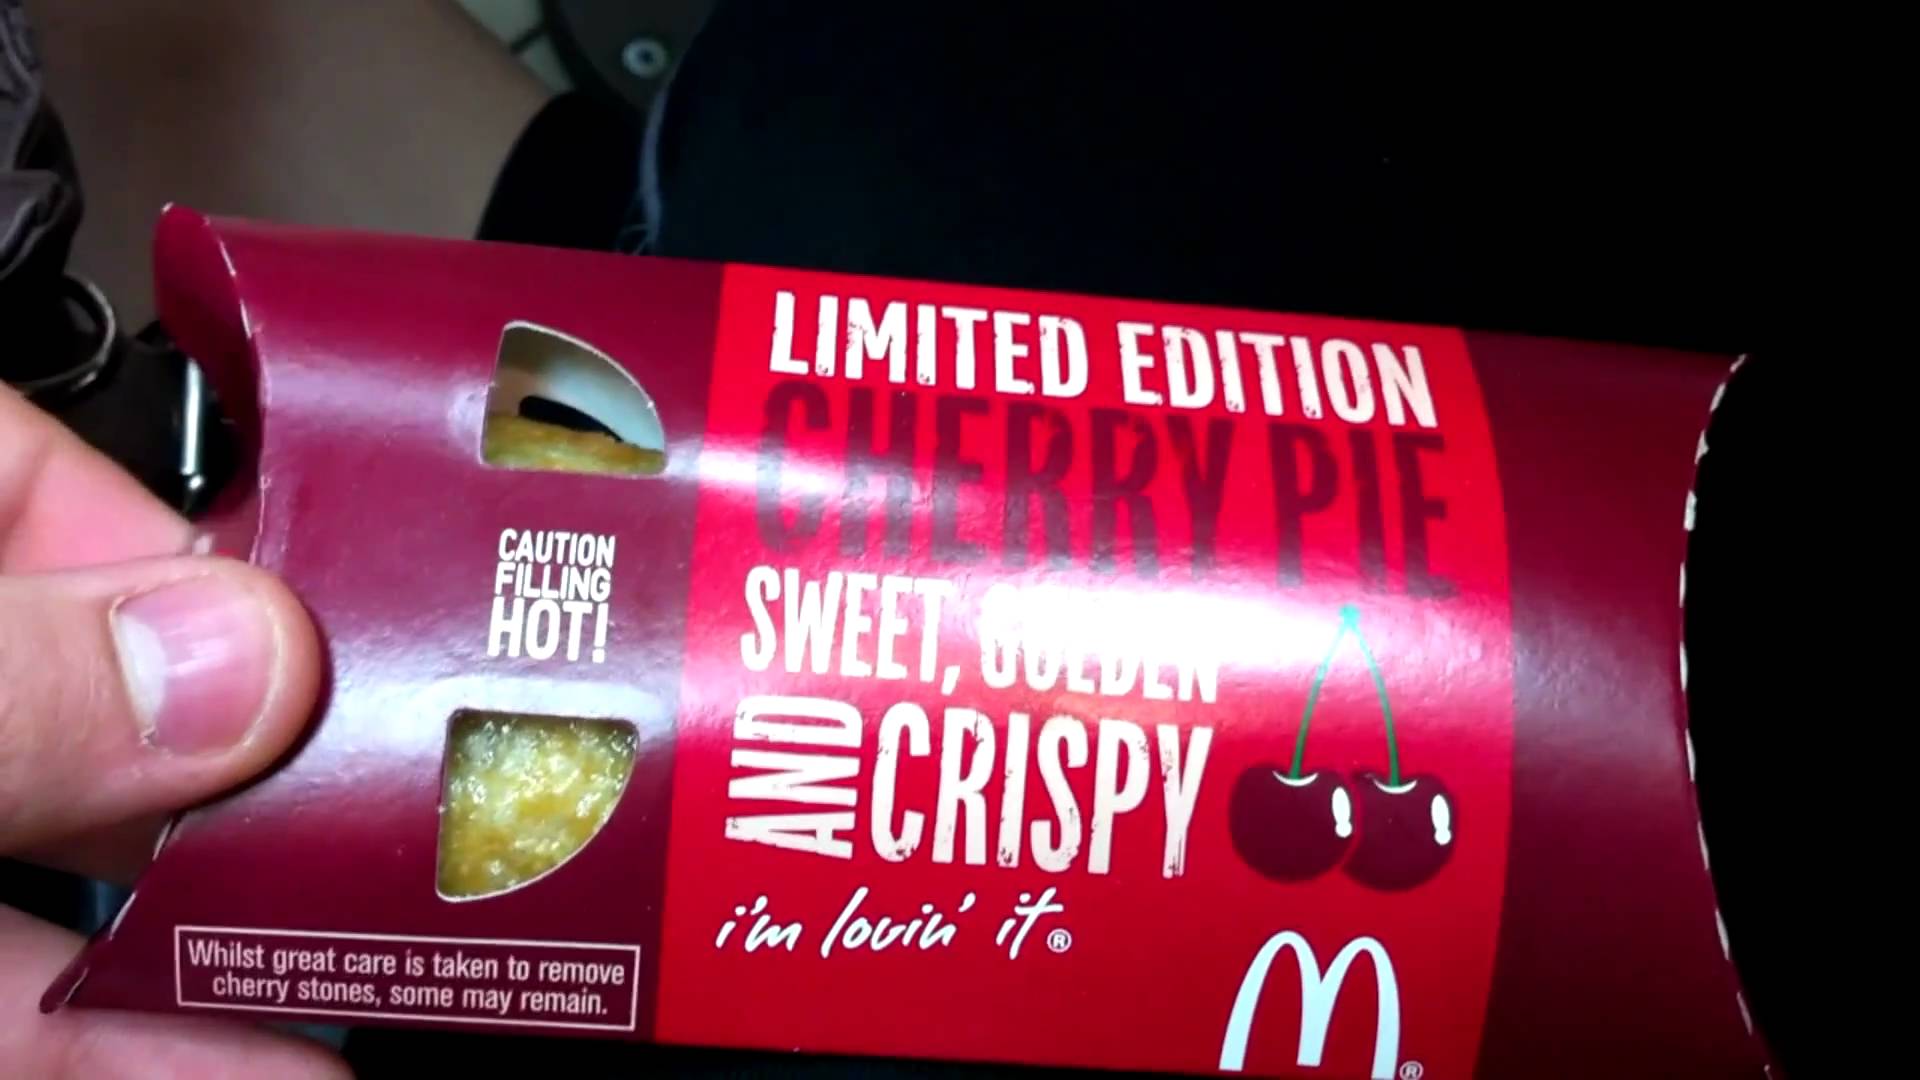 LIMITED EDITION
CHERRY PIE
SWEET, GOLDEN
AND CRISPY
i'm lovin' it®
M®
CAUTION
FILLING
HOT!
Whilst great care is taken to remove
cherry stones, some may remain.